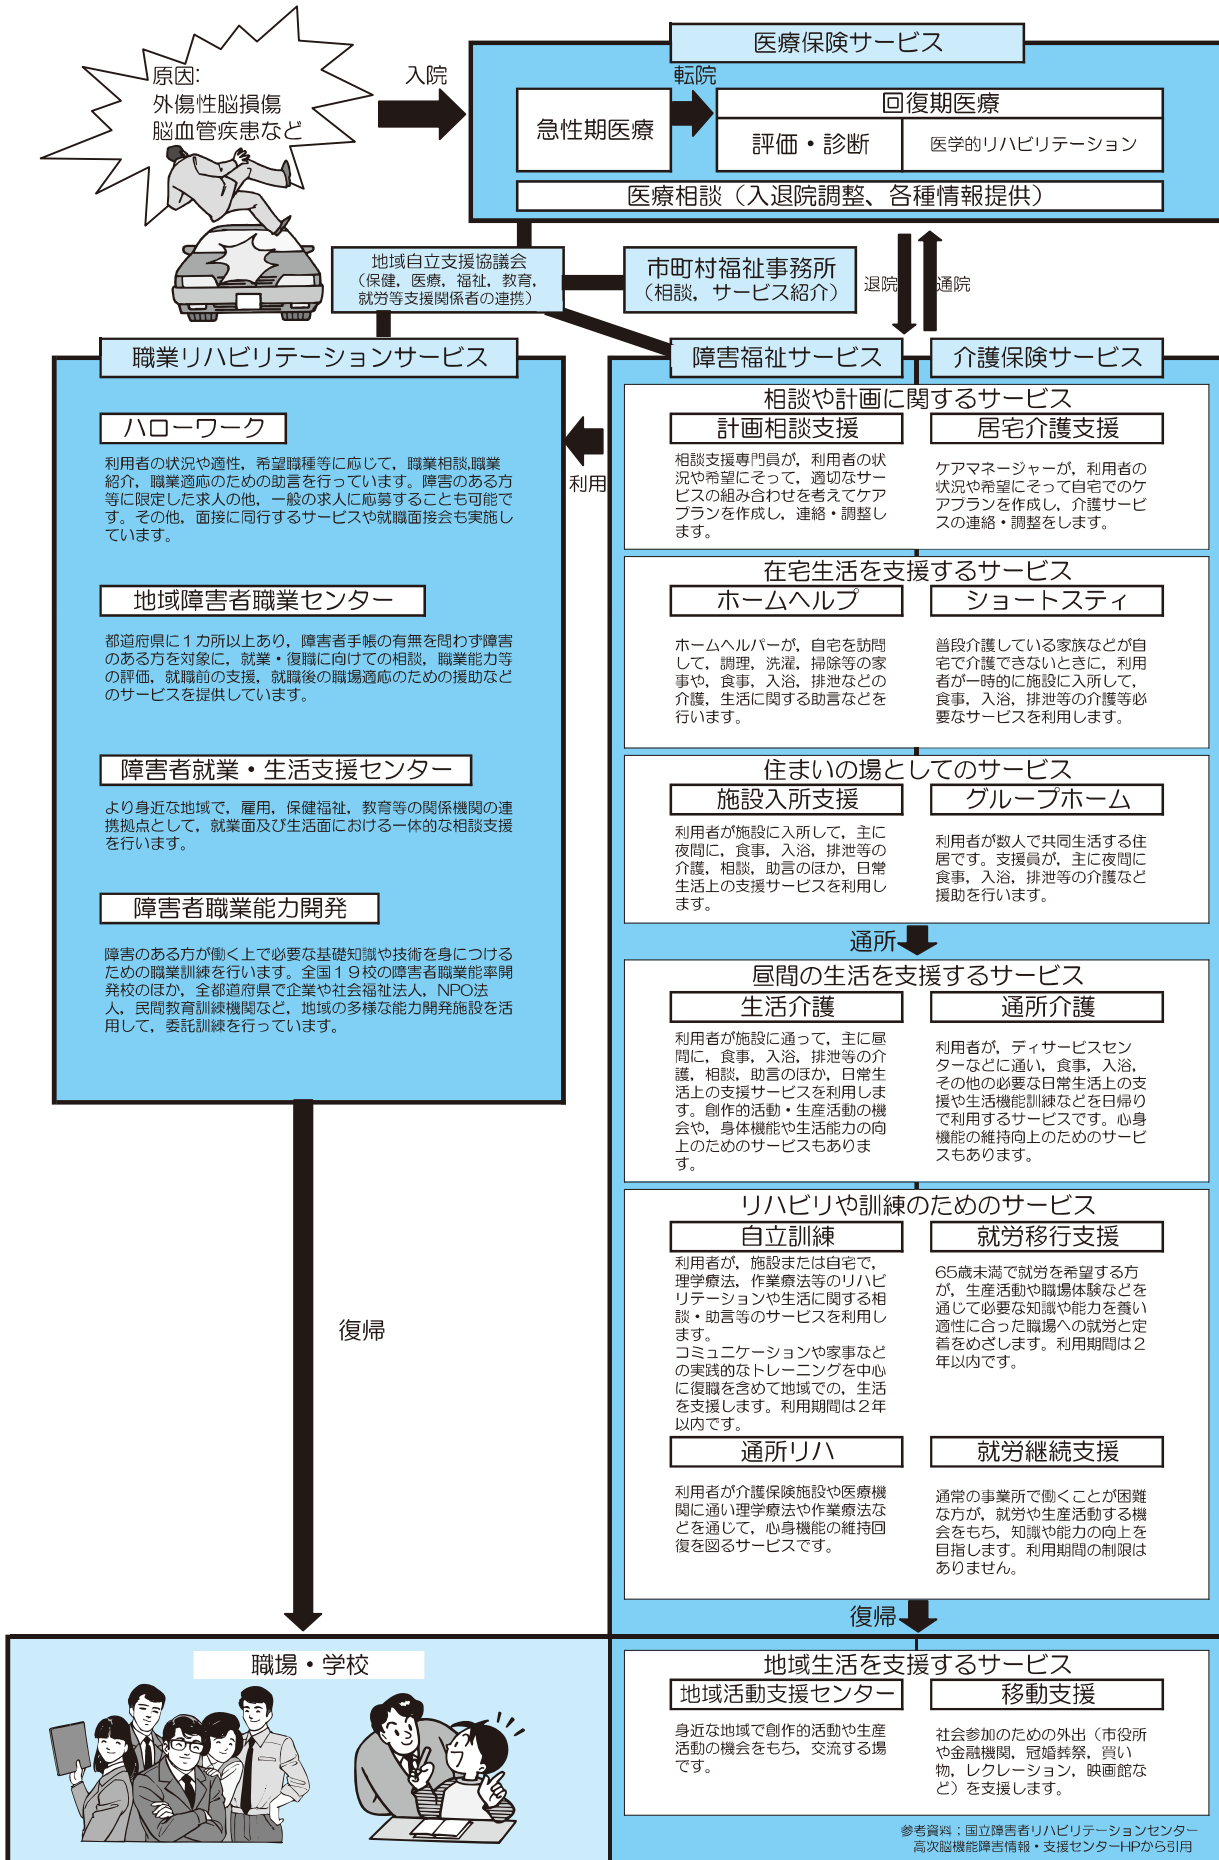 原因:
外傷性脳損傷
脳血管疾患など
入院
医療保険サービス
急性期医療
転院
回復期医療
評価・診断
医学的リハビリテーション
医療相談（入退院調整、各種情報提供）
地域自立支援協議会
（保健，医療，福祉，教育，
就労等支援関係者の連携）
市町村福祉事務所
（相談，サービス紹介）
退院
通院
職業リハビリテーションサービス
ハローワーク
利用者の状況や適性，希望職種等に応じて，職業相談,職業
紹介，職業適応のための助言を行っています。障害のある方
等に限定した求人の他，一般の求人に応募することも可能で
す。その他，面接に同行するサービスや就職面接会も実施し
ています。
地域障害者職業センター
都道府県に１カ所以上あり，障害者手帳の有無を問わず障害
のある方を対象に，就業・復職に向けての相談，職業能力等
の評価，就職前の支援，就職後の職場適応のための援助など
のサービスを提供しています。
障害者就業・生活支援センター
より身近な地域で，雇用，保健福祉，教育等の関係機関の連
携拠点として，就業面及び生活面における一体的な相談支援
を行います。
障害者職業能力開発
障害のある方が働く上で必要な基礎知識や技術を身につける
ための職業訓練を行います。全国１９校の障害者職業能率開
発校のほか，全都道府県で企業や社会福祉法人，NPO法
人，民間教育訓練機関など，地域の多様な能力開発施設を活
用して，委託訓練を行っています。
利用
障害福祉サービス
介護保険サービス
相談や計画に関するサービス
計画相談支援
相談支援専門員が，利用者の状
況や希望にそって，適切なサー
ビスの組み合わせを考えてケア
プランを作成し，連絡・調整し
ます。
居宅介護支援
ケアマネージャーが，利用者の
状況や希望にそって自宅でのケ
アプランを作成し，介護サービ
スの連絡・調整をします。
在宅生活を支援するサービス
ホームヘルプ
ホームヘルパーが，自宅を訪問
して，調理，洗濯，掃除等の家
事や，食事，入浴，排泄などの
介護，生活に関する助言などを
行います。
ショートスティ
普段介護している家族などが自
宅で介護できないときに，利用
者が一時的に施設に入所して，
食事，入浴，排泄等の介護等必
要なサービスを利用します。
住まいの場としてのサービス
施設入所支援
利用者が施設に入所して，主に
夜間に，食事，入浴，排泄等の
介護，相談，助言のほか，日常
生活上の支援サービスを利用し
ます。
グループホーム
利用者が数人で共同生活する住
居です。支援員が，主に夜間に
食事，入浴，排泄等の介護など
援助を行います。
通所
昼間の生活を支援するサービス
生活介護
利用者が施設に通って，主に昼
間に，食事，入浴，排泄等の介
護，相談，助言のほか，日常生
活上の支援サービスを利用しま
す。創作的活動・生産活動の機
会や，身体機能や生活能力の向
上のためのサービスもありま
す。
通所介護
利用者が，ディサービスセン
ターなどに通い，食事，入浴，
その他の必要な日常生活上の支
援や生活機能訓練などを日帰り
で利用するサービスです。心身
機能の維持向上のためのサービ
スもあります。
リハビリや訓練のためのサービス
自立訓練
利用者が，施設または自宅で，
理学療法，作業療法等のリハビ
リテーションや生活に関する相
談・助言等のサービスを利用し
ます。
コミュニケーションや家事など
の実践的なトレーニングを中心
に復職を含めて地域での，生活
を支援します。利用期間は２年
以内です。
就労移行支援
65歳未満で就労を希望する方
が，生産活動や職場体験などを
通じて必要な知識や能力を養い
適性に合った職場への就労と定
着をめざします。利用期間は２
年以内です。
通所リハ
利用者が介護保険施設や医療機
関に通い理学療法や作業療法な
どを通じて，心身機能の維持回
復を図るサービスです。
就労継続支援
通常の事業所で働くことが困難
な方が，就労や生産活動する機
会をもち，知識や能力の向上を
目指します。利用期間の制限は
ありません。
復帰
復帰
職場・学校
地域生活を支援するサービス
地域活動支援センター
身近な地域で創作的活動や生産
活動の機会をもち，交流する場
です。
移動支援
社会参加のための外出（市役所
や金融機関，冠婚葬祭，買い
物，レクレーション，映画館な
ど）を支援します。
参考資料：国立障害者リハビリテーションセンター
高次脳機能障害情報・支援センターHPから引用